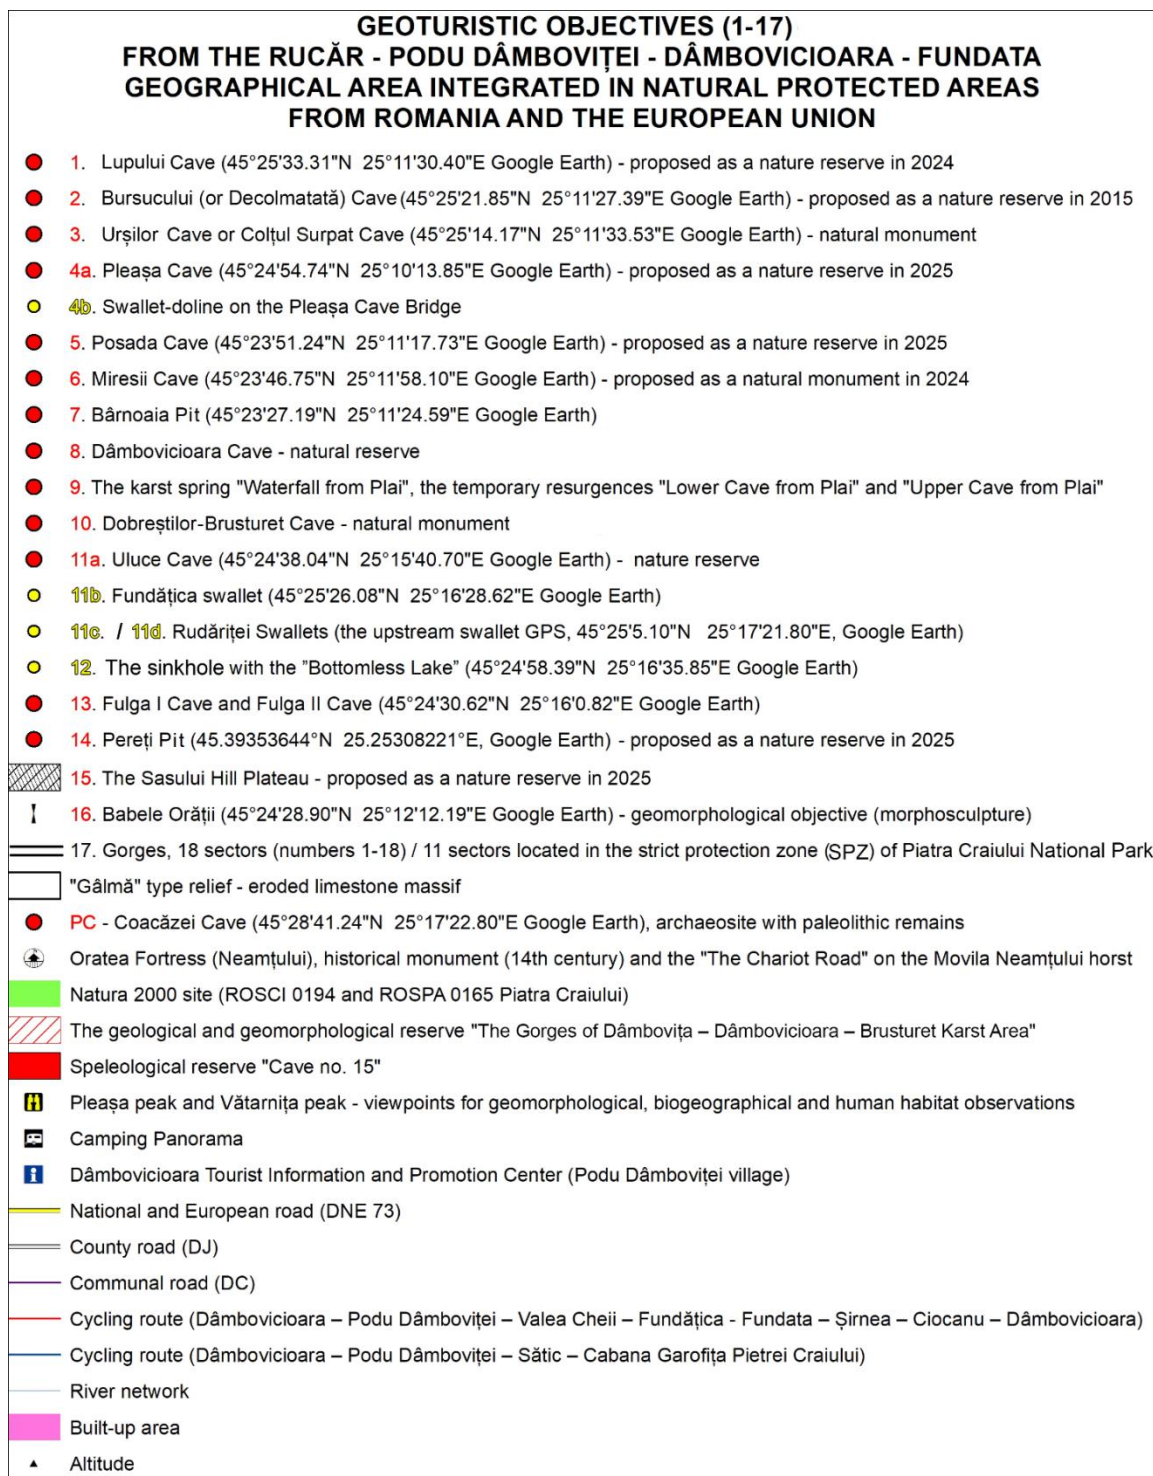 GEOTURISTIC OBJECTIVES (1-17)
FROM THE RUCĂR - PODU DÂMBOVIȚEI - DÂMBOVICIOARA - FUNDATA
GEOGRAPHICAL AREA INTEGRATED IN NATURAL PROTECTED AREAS
FROM ROMANIA AND THE EUROPEAN UNION
1. Lupului Cave (45°25'33.31"N 25°11'30.40"E Google Earth) - proposed as a nature reserve in 2024
2. Bursucului (or Decolmatată) Cave (45°25'21.85"N 25°11'27.39"E Google Earth) - proposed as a nature reserve in 2015
3. Urșilor Cave or Colțul Surpat Cave (45°25'14.17"N 25°11'33.53"E Google Earth) - natural monument
4a. Pleașa Cave (45°24'54.74"N 25°10'13.85"E Google Earth) - proposed as a nature reserve in 2025
4b. Swallet-doline on the Pleașa Cave Bridge
5. Posada Cave (45°23'51.24"N 25°11'17.73"E Google Earth) - proposed as a nature reserve in 2025
6. Miresii Cave (45°23'46.75"N 25°11'58.10"E Google Earth) - proposed as a natural monument in 2024
7. Bârnoaia Pit (45°23'27.19"N 25°11'24.59"E Google Earth)
8. Dâmbovicioara Cave - natural reserve
9. The karst spring "Waterfall from Plai", the temporary resurgences "Lower Cave from Plai" and "Upper Cave from Plai"
10. Dobreștilor-Brusturet Cave - natural monument
11a. Uluce Cave (45°24'38.04"N 25°15'40.70"E Google Earth) - nature reserve
11b. Fundățica swallet (45°25'26.08"N 25°16'28.62"E Google Earth)
11c. / 11d. Rudăriței Swallets (the upstream swallet GPS, 45°25'5.10"N 25°17'21.80"E, Google Earth)
12. The sinkhole with the "Bottomless Lake" (45°24'58.39"N 25°16'35.85"E Google Earth)
13. Fulga I Cave and Fulga II Cave (45°24'30.62"N 25°16'0.82"E Google Earth)
14. Pereți Pit (45.39353644°N 25.25308221°E, Google Earth) - proposed as a nature reserve in 2025
15. The Sasului Hill Plateau - proposed as a nature reserve in 2025
16. Babele Orății (45°24'28.90"N 25°12'12.19"E Google Earth) - geomorphological objective (morphosculpture)
17. Gorges, 18 sectors (numbers 1-18) / 11 sectors located in the strict protection zone (SPZ) of Piatra Craiului National Park
"Gâlmă" type relief - eroded limestone massif
PC - Coacăzei Cave (45°28'41.24"N 25°17'22.80"E Google Earth), archaeosite with paleolithic remains
Oratea Fortress (Neamțului), historical monument (14th century) and the "The Chariot Road" on the Movila Neamțului horst
Natura 2000 site (ROSCI 0194 and ROSPA 0165 Piatra Craiului)
The geological and geomorphological reserve "The Gorges of Dâmbovița – Dâmbovicioara – Brusturet Karst Area"
Speleological reserve "Cave no. 15"
Pleașa peak and Vătarnița peak - viewpoints for geomorphological, biogeographical and human habitat observations
Camping Panorama
Dâmbovicioara Tourist Information and Promotion Center (Podu Dâmboviței village)
National and European road (DNE 73)
County road (DJ)
Communal road (DC)
Cycling route (Dâmbovicioara – Podu Dâmboviței – Valea Cheii – Fundățica - Fundata – Șirnea – Ciocanu – Dâmbovicioara)
Cycling route (Dâmbovicioara – Podu Dâmboviței – Sătic – Cabana Garofița Pietrei Craiului)
River network
Built-up area
Altitude